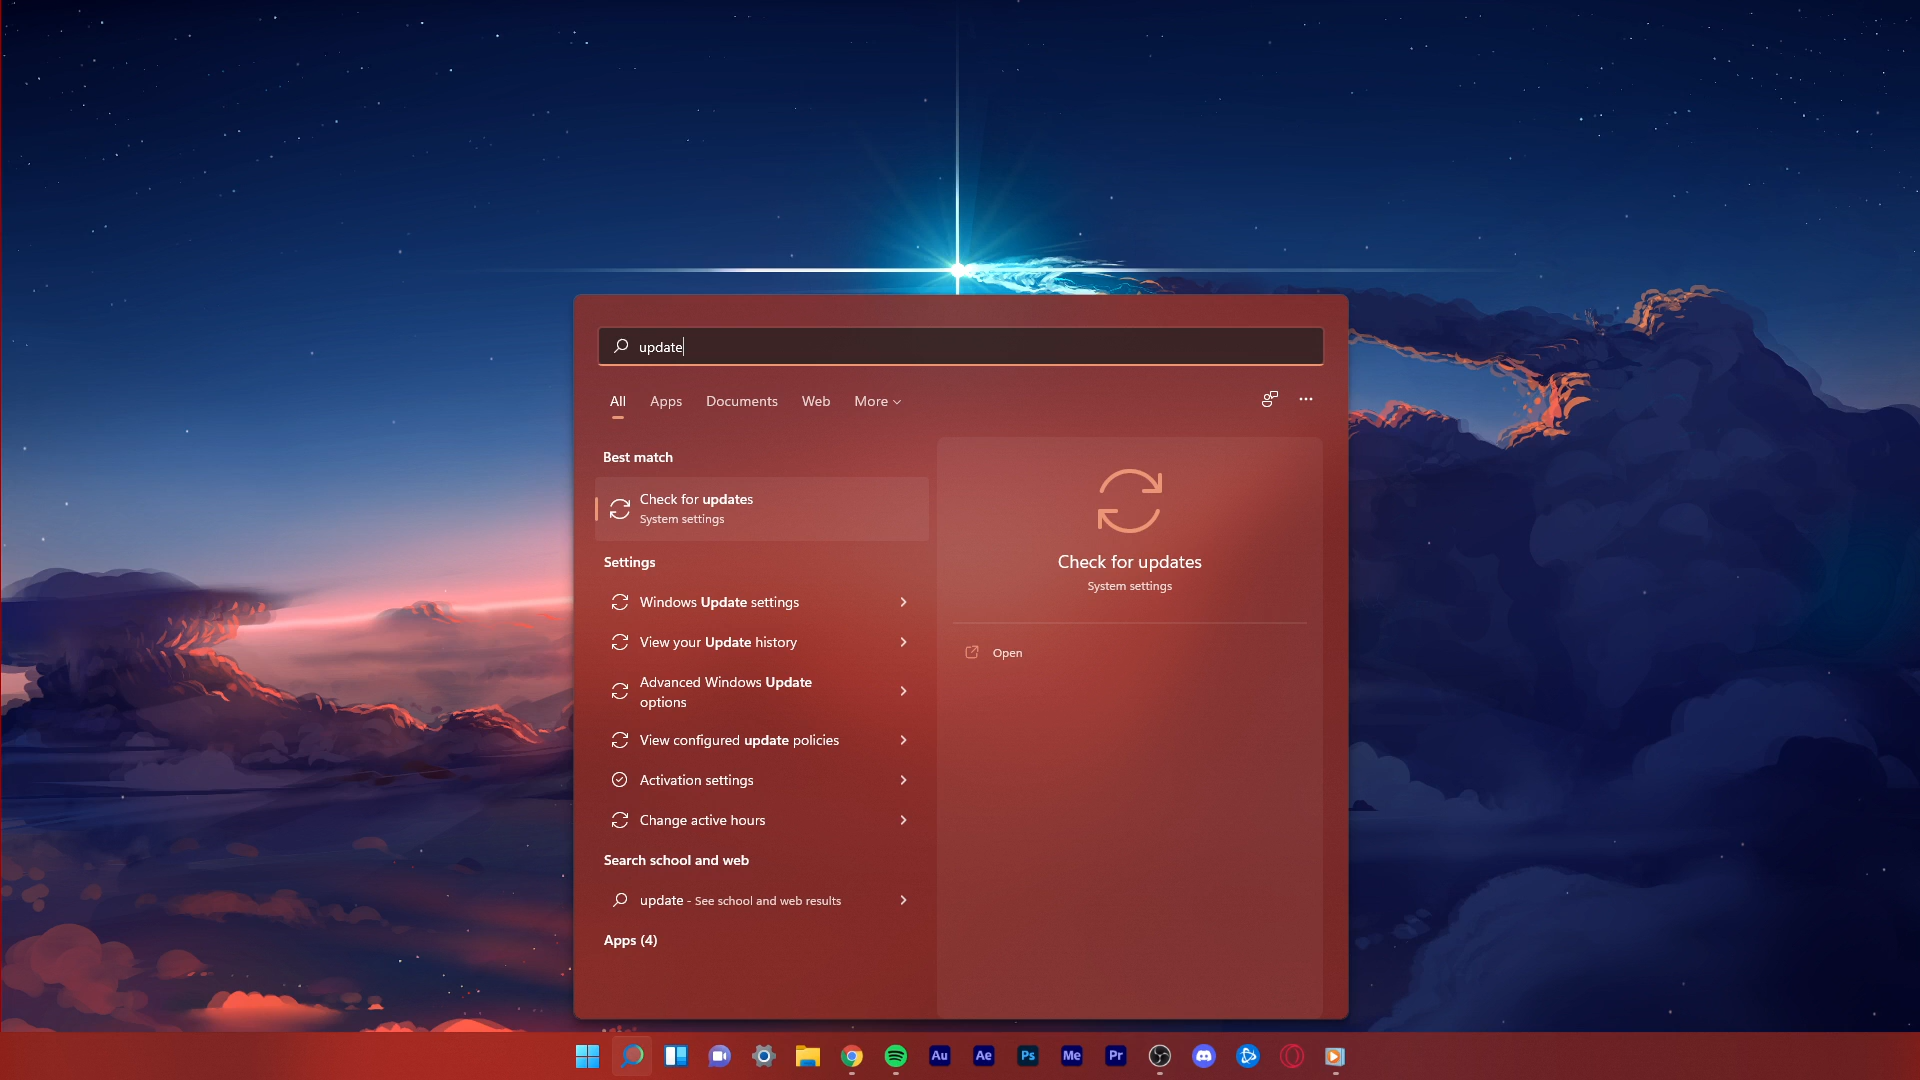 update
All Apps Documents Web More
Best match
Check for updates
System settings
Settings
Windows Update settings
View your Update history
Advanced Windows Update
options
View configured update policies
Activation settings
Change active hours
Search school and web
update - See school and web results
Apps (4)
Check for updates
System settings
Open
Au Ae Ps Me Pr